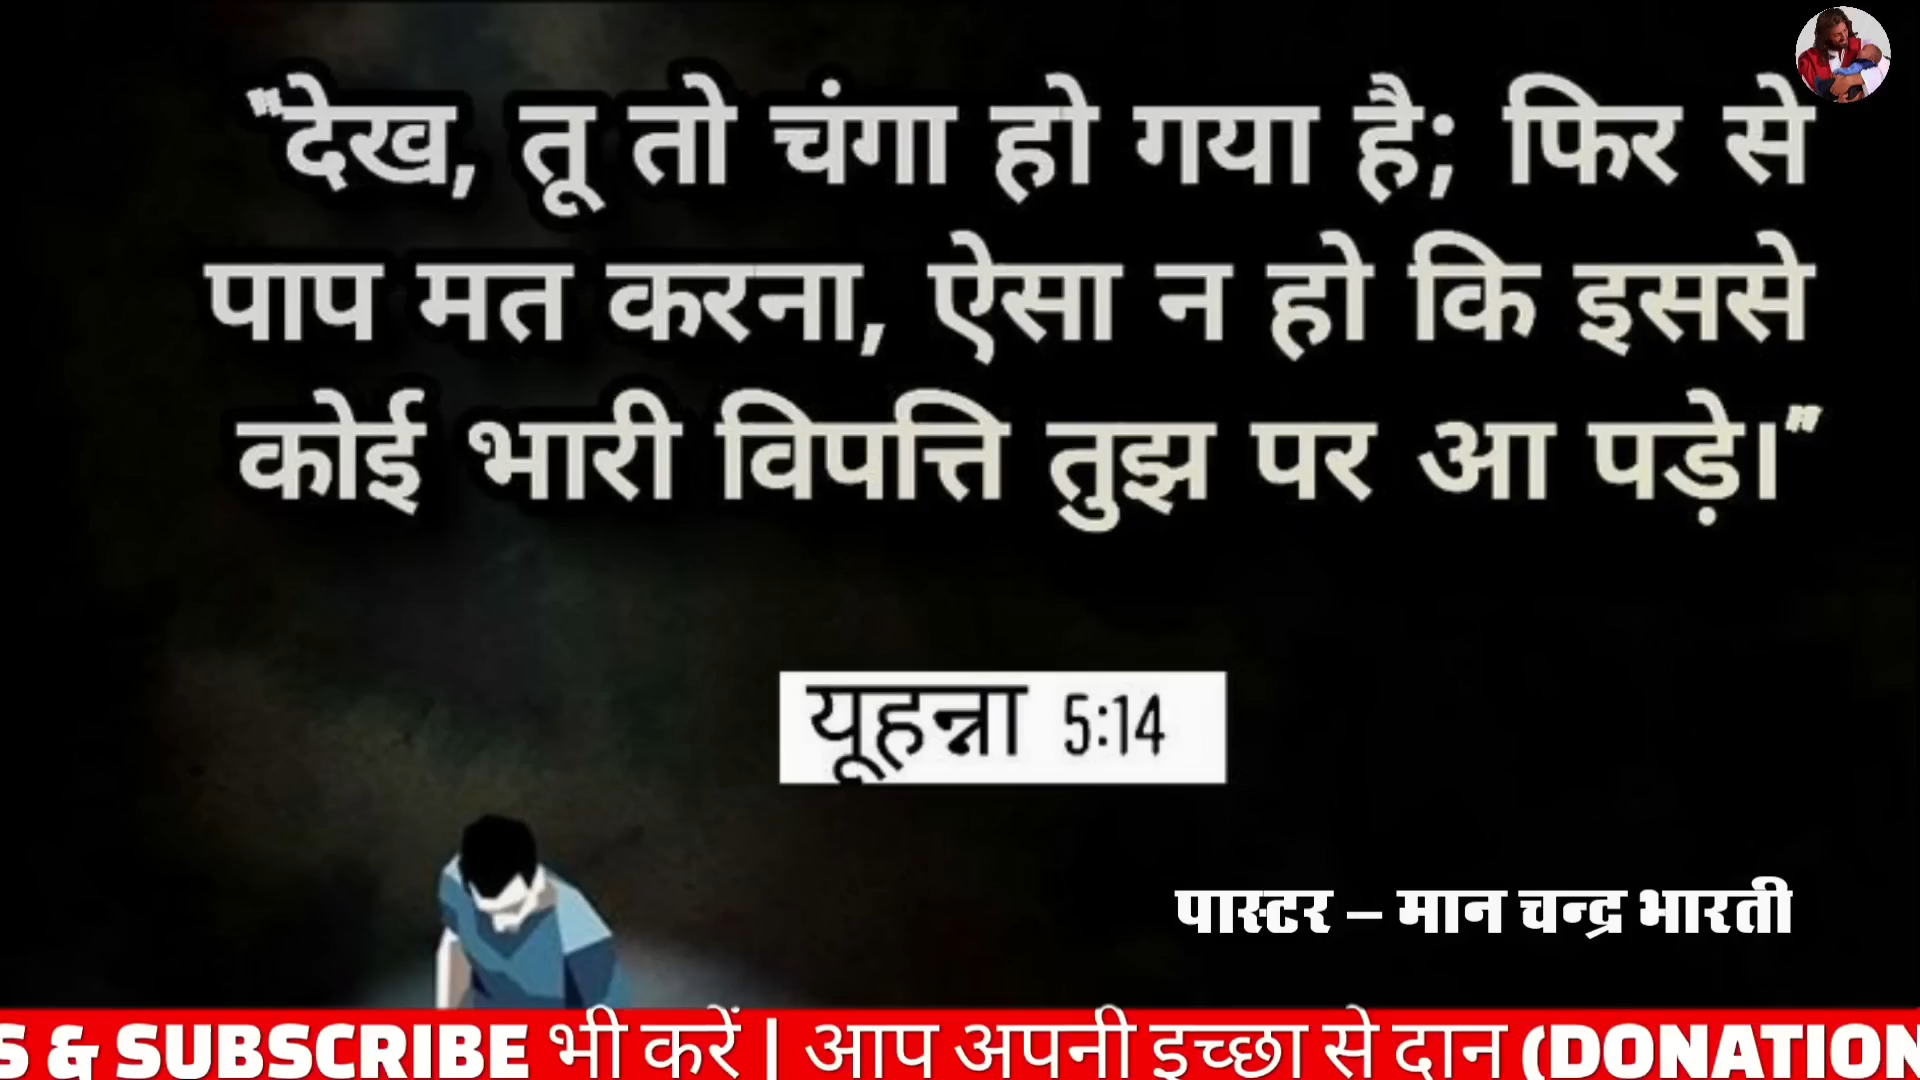 "देख, तू तो चंगा हो गया है; फिर से
पाप मत करना, ऐसा न हो कि इससे
कोई भारी विपत्ति तुझ पर आ पड़े।"
यूहन्ना 5:14
पास्टर – मान चन्द्र भारती
S & SUBSCRIBE भी करें | आप अपनी इच्छा से दान (DONATION